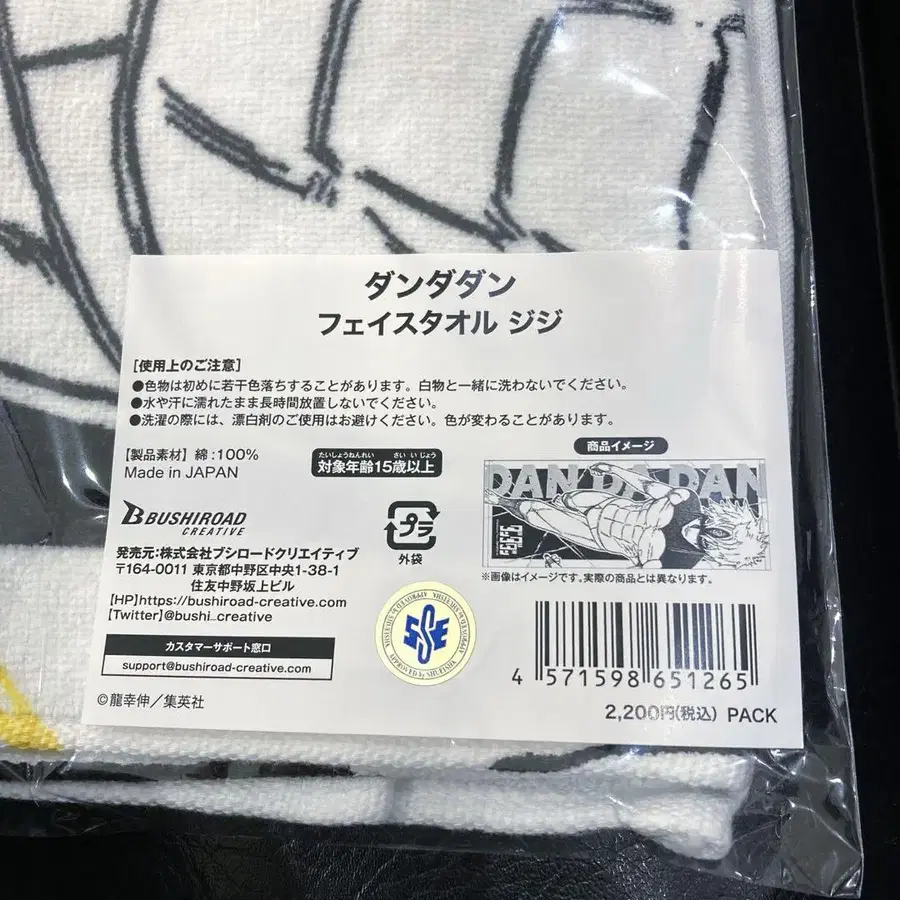 ダンダダン
フェイスタオル ジジ
[使用上のご注意]
●色物は初めに若干色落ちすることがあります。白物と一緒に洗わないでください。
●水や汗に濡れたまま長時間放置しないでください。
●洗濯の際には、漂白剤のご使用はお避けください。色が変わることがあります。
【製品素材】綿:100%
Made in JAPAN
たいしょうねんれい さい いじょう
対象年齢15歳以上
商品イメージ
DAN DA DAN
※画像はイメージです。実際の商品とは異なります。
BUSHIROAD
CREATIVE
プラ
外袋
発売元:株式会社ブシロードクリエイティブ
〒164-0011 東京都中野区中央1-38-1
住友中野坂上ビル
【HP】https://bushiroad-creative.com
【Twitter】@bushi_creative
カスタマーサポート窓口
support@bushiroad-creative.com
©龍幸伸/集英社
APPROVED by SHUEISHA
SSE
4 571598 651265
2,200円(税込) PACK